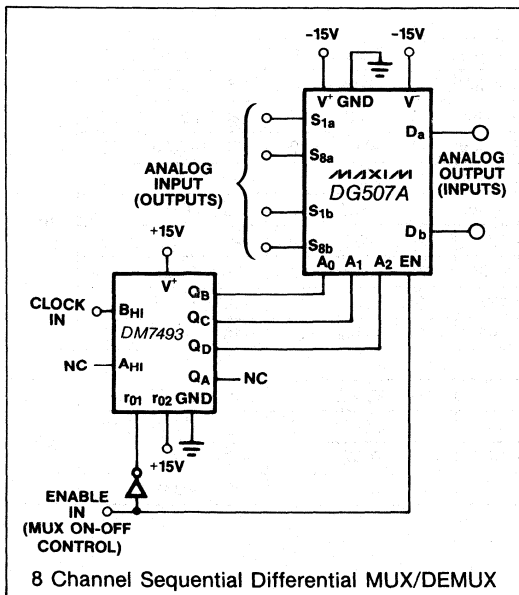 -15V
-15V
V+ GND V-
S1a
Da
S8a
MAXIM
DG507A
ANALOG
INPUT
(OUTPUTS)
ANALOG
OUTPUT
(INPUTS)
S1b
Db
S8b
A0 A1 A2 EN
+15V
V+
QB
CLOCK
IN
BHI
QC
DM7493
QD
NC
AHI
QA
NC
r01 r02 GND
+15V
ENABLE
IN
(MUX ON-OFF
CONTROL)
8 Channel Sequential Differential MUX/DEMUX